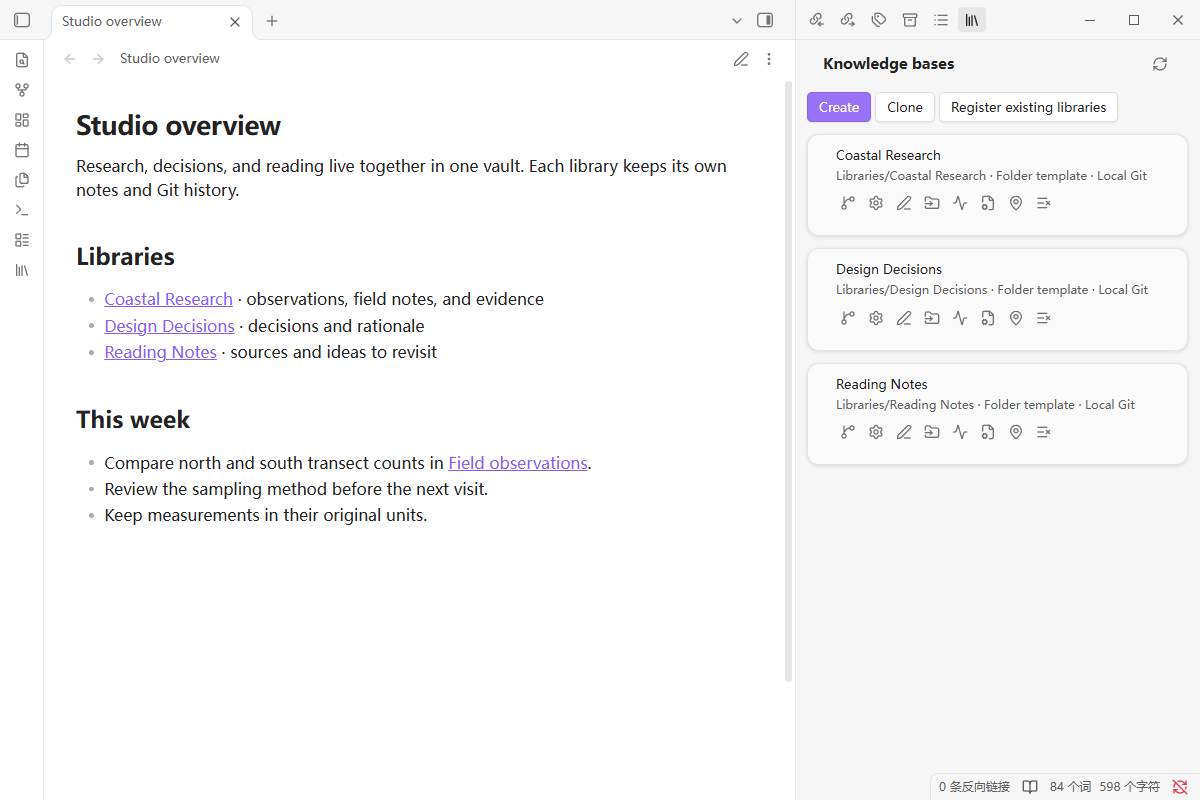 Studio overview
Studio overview
Studio overview
Research, decisions, and reading live together in one vault. Each library keeps its own
notes and Git history.
Libraries
Coastal Research · observations, field notes, and evidence
Design Decisions · decisions and rationale
Reading Notes · sources and ideas to revisit
This week
Compare north and south transect counts in Field observations.
Review the sampling method before the next visit.
Keep measurements in their original units.
Knowledge bases
Create
Clone
Register existing libraries
Coastal Research
Libraries/Coastal Research · Folder template · Local Git
Design Decisions
Libraries/Design Decisions · Folder template · Local Git
Reading Notes
Libraries/Reading Notes · Folder template · Local Git
0 条反向链接 84 个词 598 个字符